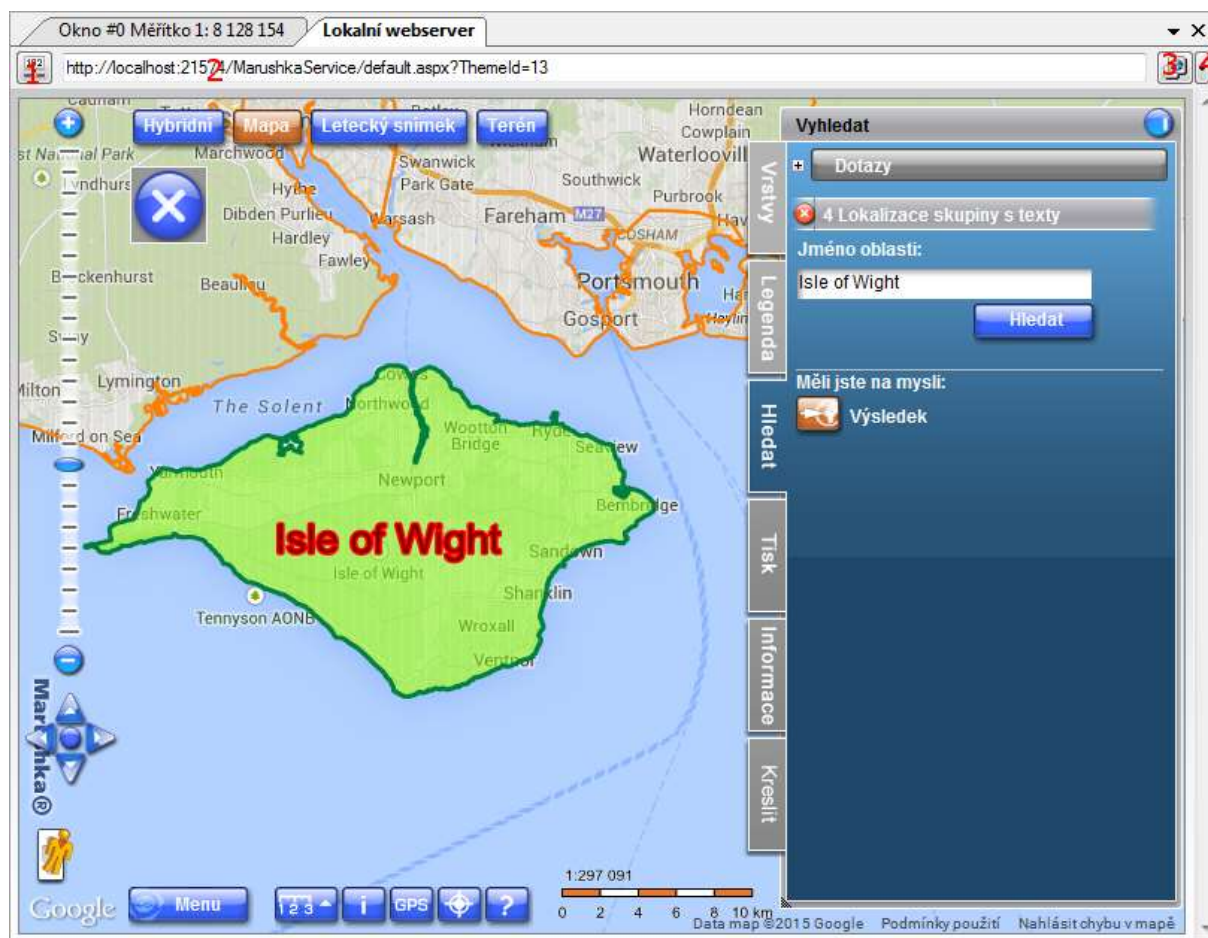 Okno #0 Měřítko 1: 8 128 154
Lokalní webserver
1
http://localhost:21574/MarushkaService/default.aspx?ThemeId=13
2
3
4
Hybridní
Mapa
Letecký snímek
Terén
Horndean
Cowplain
Marchwood
Swanwick
Park Gate
Southwick
Purbrook
Hythe
Dibden Purlieu
Warsash
Fareham
M27
COSHAM
Hardley
Fawley
Beaulieu
Portsmouth
Gosport
Sway
Lymington
The Solent
Cowes
Northwood
Milford on Sea
Wootton
Bridge
Ryde
Seaview
Yarmouth
Newport
Freshwater
Bembridge
Isle of Wight
Sandown
Isle of Wight
Shanklin
Tennyson AONB
Wroxall
Ventnor
Vyhledat
Dotazy
4 Lokalizace skupiny s texty
Jméno oblasti:
Isle of Wight
Hledat
Měli jste na mysli:
Výsledek
Vrstvy
Legenda
Hledat
Tisk
Informace
Kreslit
Marushka®
Google
Menu
1 2 3
i
GPS
?
1:297 091
0 2 4 6 8 10 km
Data map ©2015 Google
Podmínky použití
Nahlásit chybu v mapě